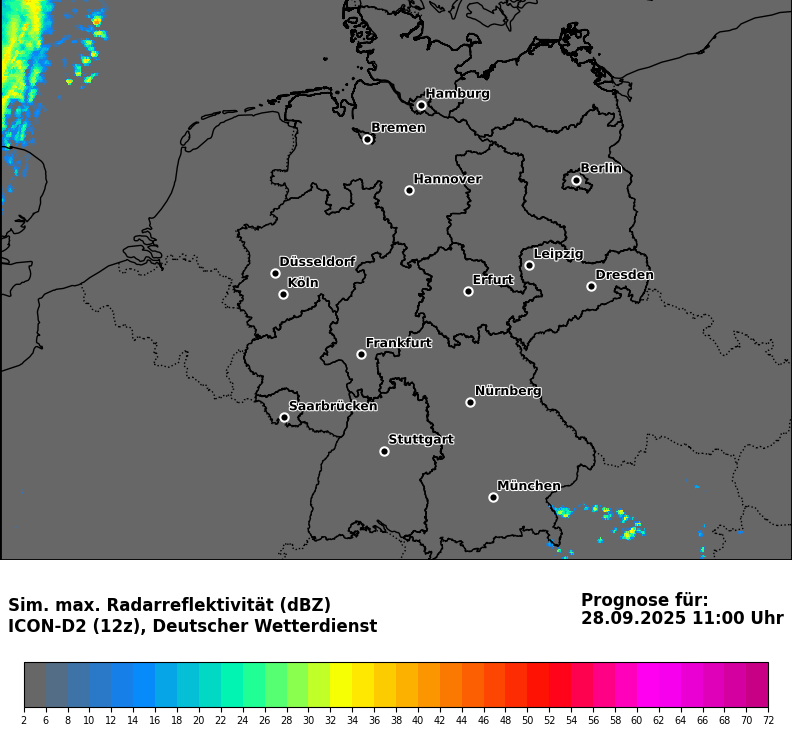 Hamburg
Bremen
Berlin
Hannover
Leipzig
Düsseldorf
Dresden
Köln
Erfurt
Frankfurt
Nürnberg
Saarbrücken
Stuttgart
München
Sim. max. Radarreflektivität (dBZ)
ICON-D2 (12z), Deutscher Wetterdienst
Prognose für:
28.09.2025 11:00 Uhr
2 6 8 10 12 14 16 18 20 22 24 26 28 30 32 34 36 38 40 42 44 46 48 50 52 54 56 58 60 62 64 66 68 70 72